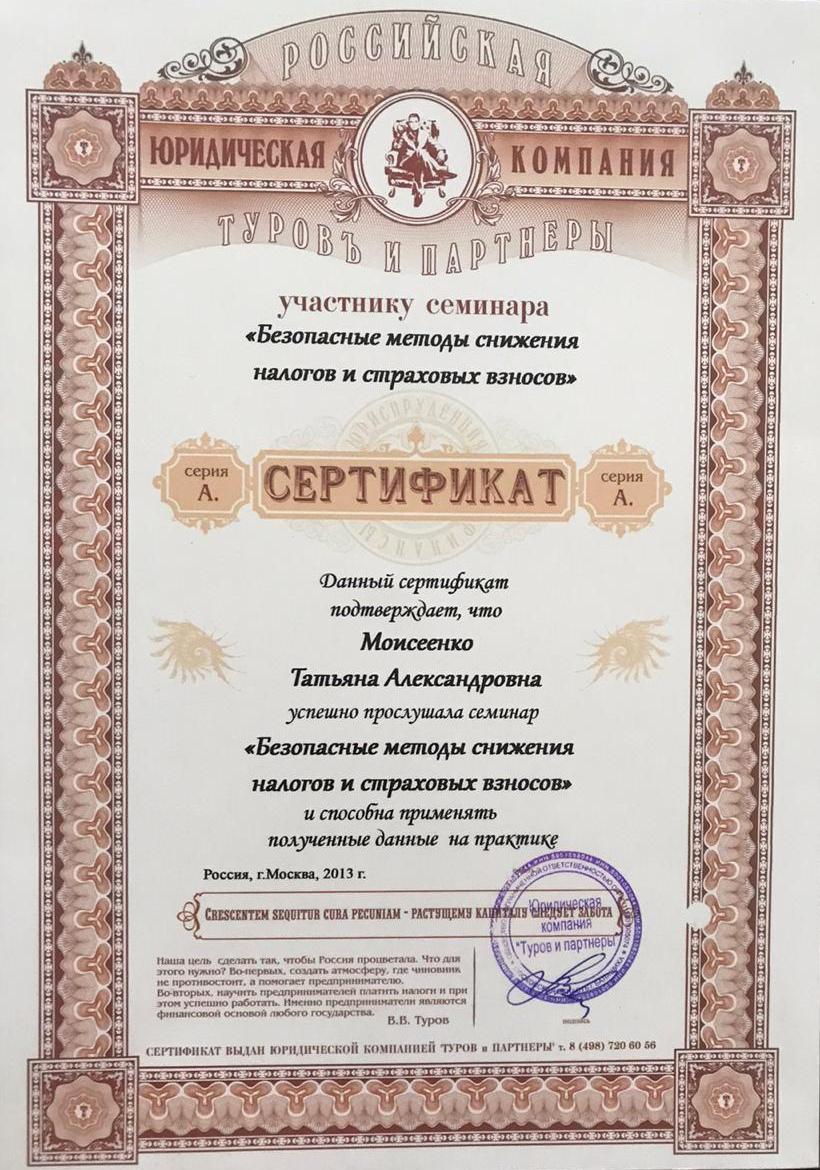 РОССИЙСКАЯ
ЮРИДИЧЕСКАЯ КОМПАНИЯ
ТУРОВЪ И ПАРТНЕРЫ
участнику семинара
«Безопасные методы снижения
налогов и страховых взносов»
ЮРИСПРУДЕНЦИЯ
серия А.
СЕРТИФИКАТ
серия А.
ФИНАНСЫ
Данный сертификат
подтверждает, что
Моисеенко
Татьяна Александровна
успешно прослушала семинар
«Безопасные методы снижения
налогов и страховых взносов»
и способна применять
полученные данные на практике
Россия, г.Москва, 2013 г.
CRESCENTEM SEQUITUR CURA PECUNIAM - РАСТУЩЕМУ КАПИТАЛУ СЛЕДУЕТ ЗАБОТА
Юридическая
компания
"Туров и партнеры"
Наша цель сделать так, чтобы Россия процветала. Что для
этого нужно? Во-первых, создать атмосферу, где чиновник
не противостоит, а помогает предпринимателю.
Во-вторых, научить предпринимателей платить налоги и при
этом успешно работать. Именно предприниматели являются
финансовой основой любого государства.
В.В. Туров
подпись
СЕРТИФИКАТ ВЫДАН ЮРИДИЧЕСКОЙ КОМПАНИЕЙ "ТУРОВ и ПАРТНЕРЫ" т. 8 (498) 720 60 56